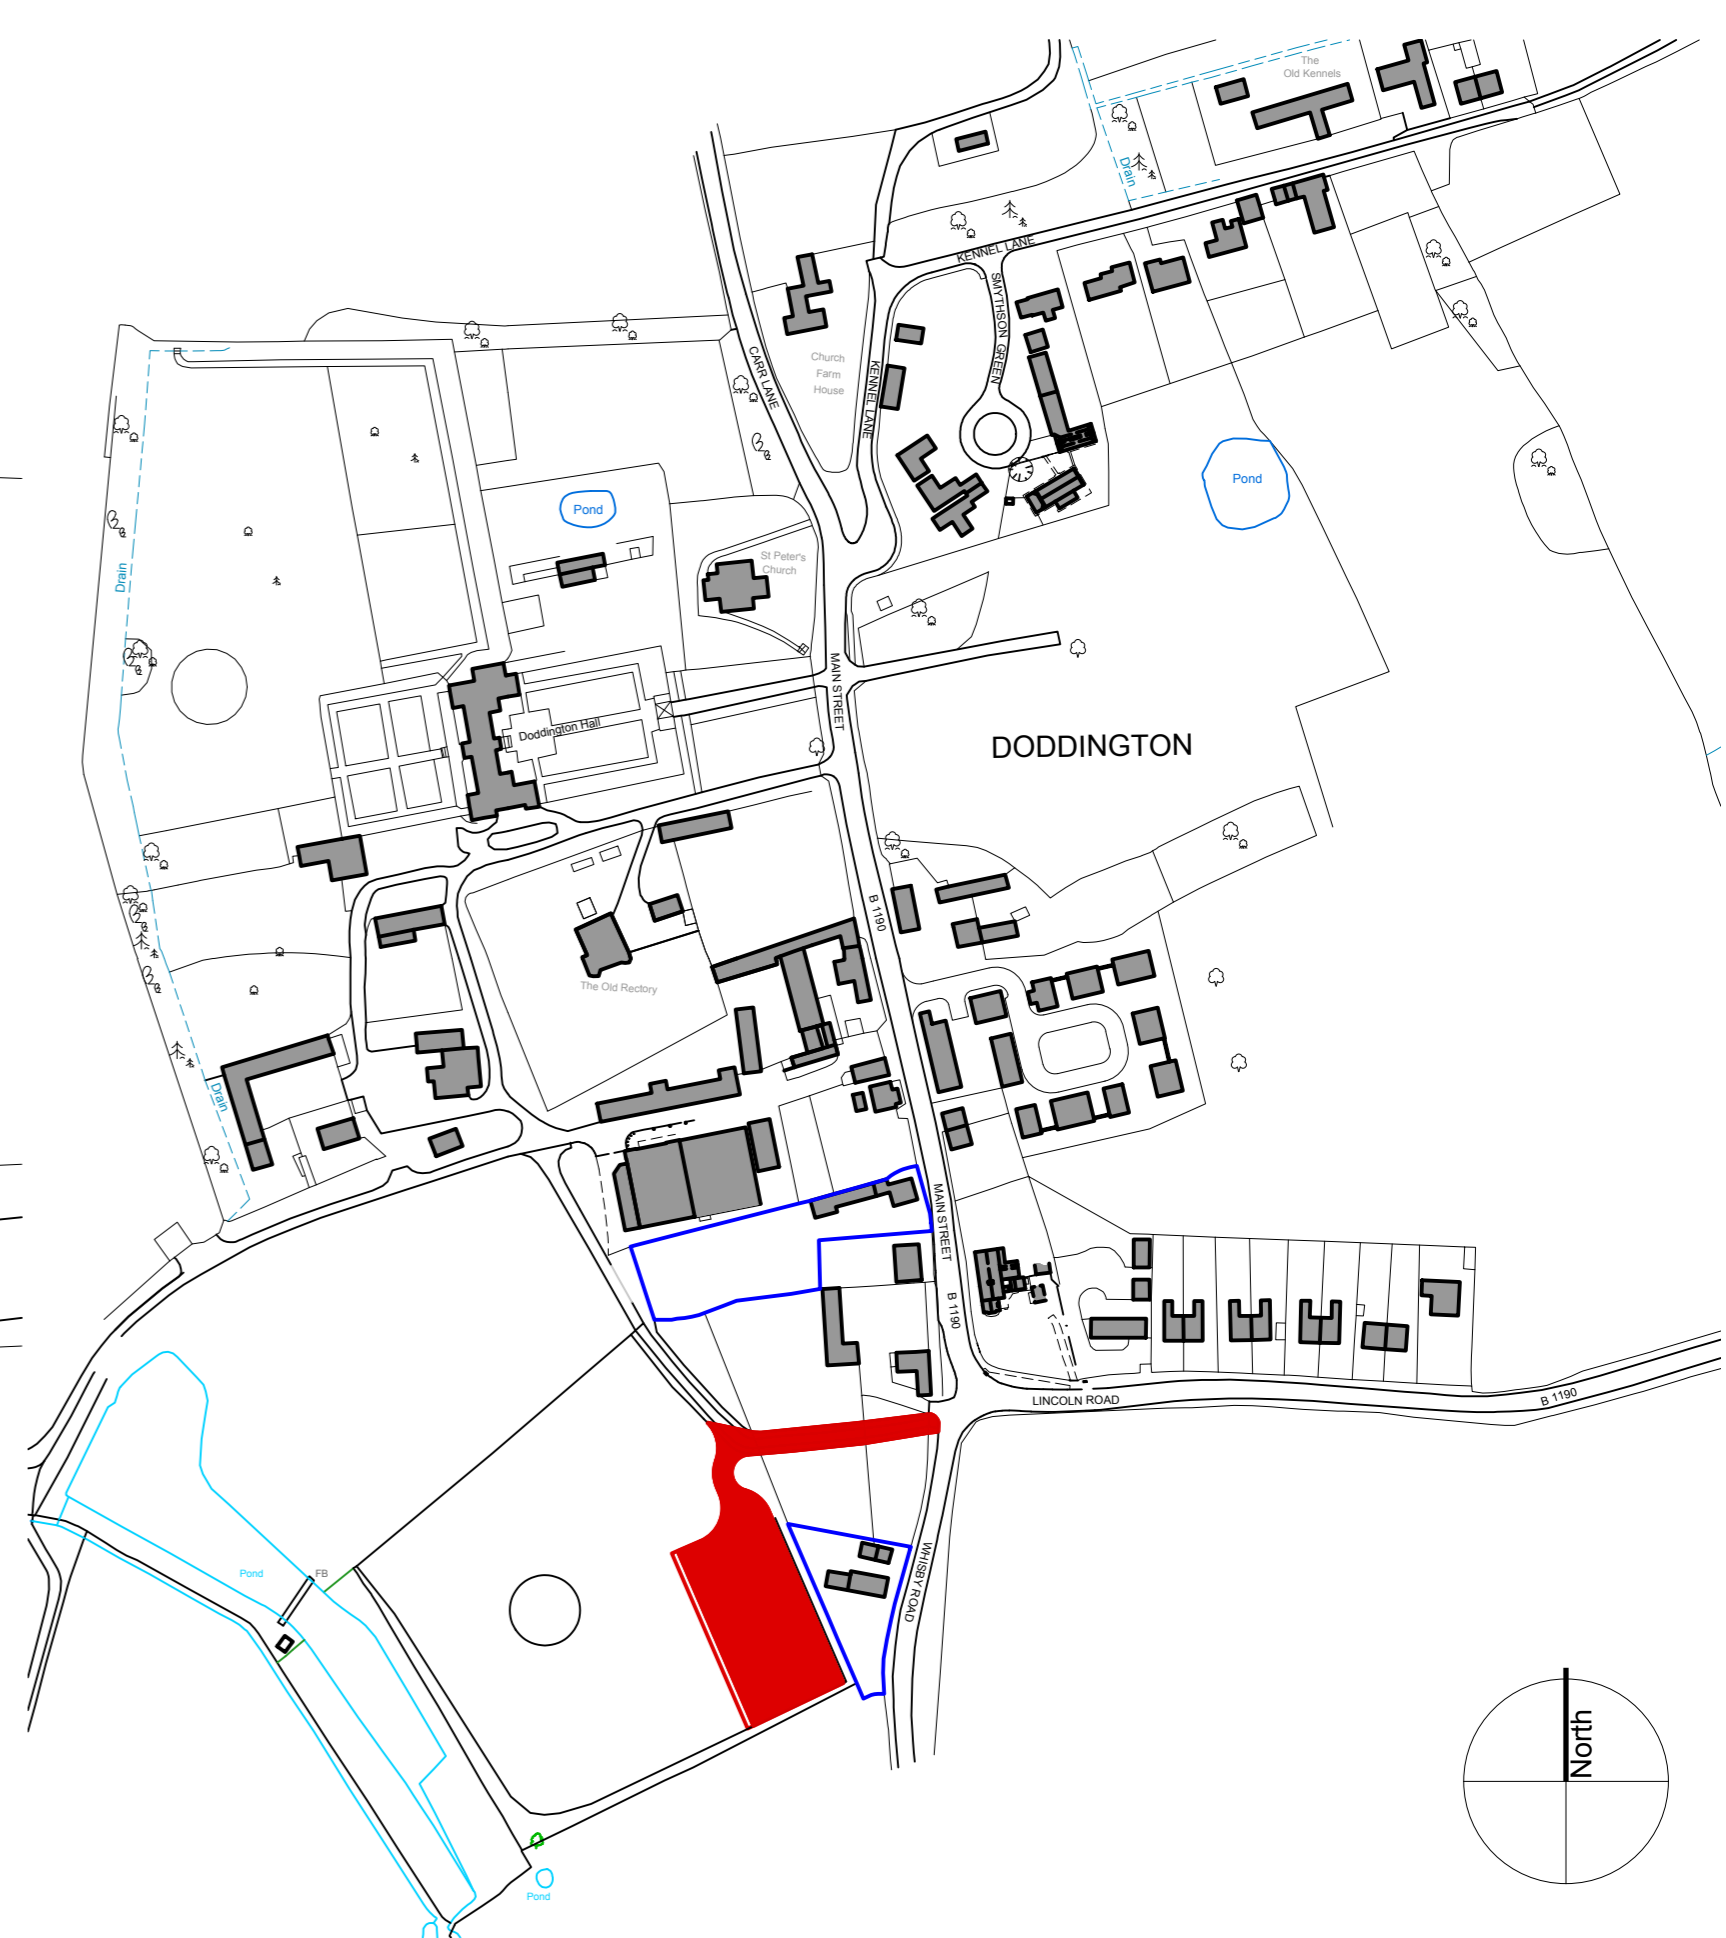 The
Old Kennels
Drain
KENNEL LANE
SMYTHSON GREEN
CARR LANE
Church
Farm
House
KENNEL LANE
Pond
Pond
St Peter's
Church
Drain
MAIN STREET
Doddington Hall
DODDINGTON
B 1190
The Old Rectory
Drain
MAIN STREET
B 1190
LINCOLN ROAD
B 1190
Pond
FB
WHISBY ROAD
North
Pond